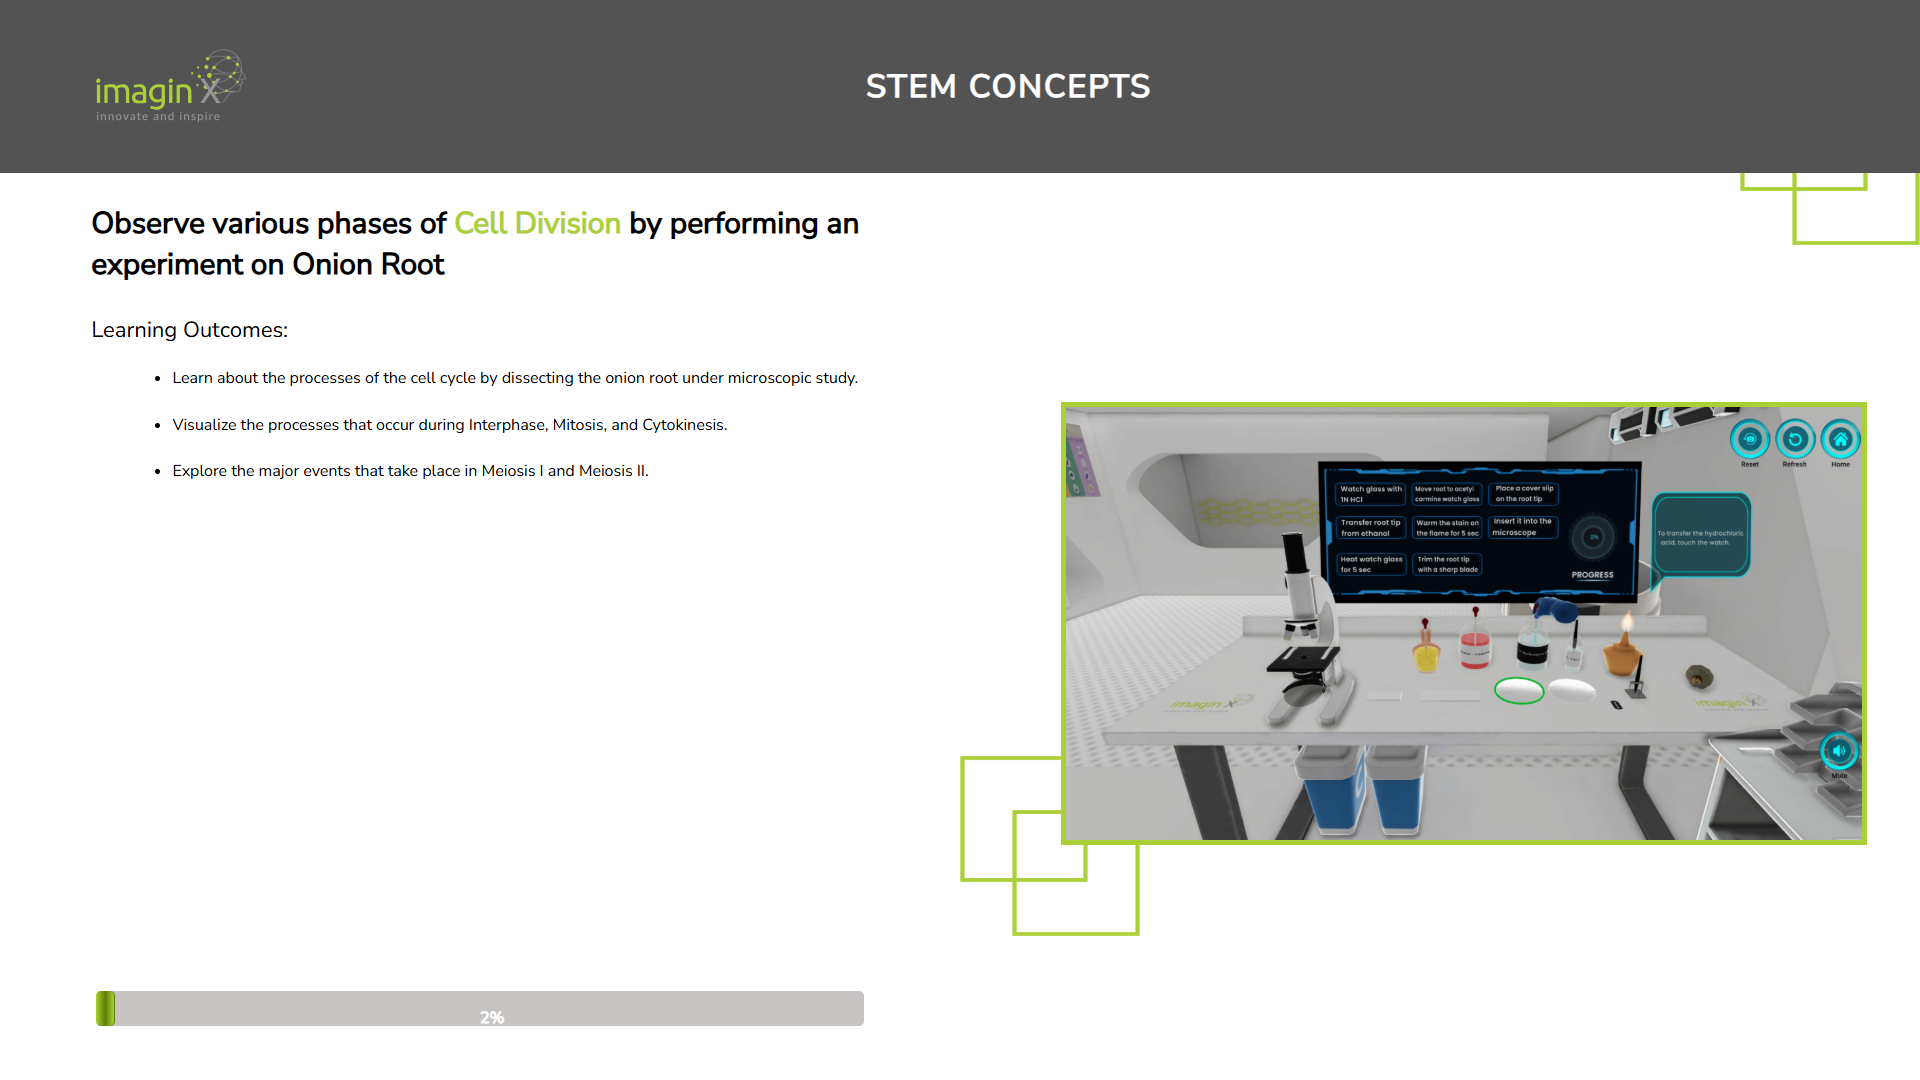 imagin X
innovate and inspire
STEM CONCEPTS
Observe various phases of Cell Division by performing an
experiment on Onion Root
Learning Outcomes:
• Learn about the processes of the cell cycle by dissecting the onion root under microscopic study.
• Visualize the processes that occur during Interphase, Mitosis, and Cytokinesis.
• Explore the major events that take place in Meiosis I and Meiosis II.
Reset
Refresh
Home
Watch glass with
1N HCl
Move root to acetyl
carmine watch glass
Place a cover slip
on the root tip
Transfer root tip
from ethanol
Warm the stain on
the flame for 5 sec
Insert it into the
microscope
Heat watch glass
for 5 sec
Trim the root tip
with a sharp blade
0%
PROGRESS
To transfer the hydrochloric
acid, touch the watch.
imagin X
imagin X
Mute
2%